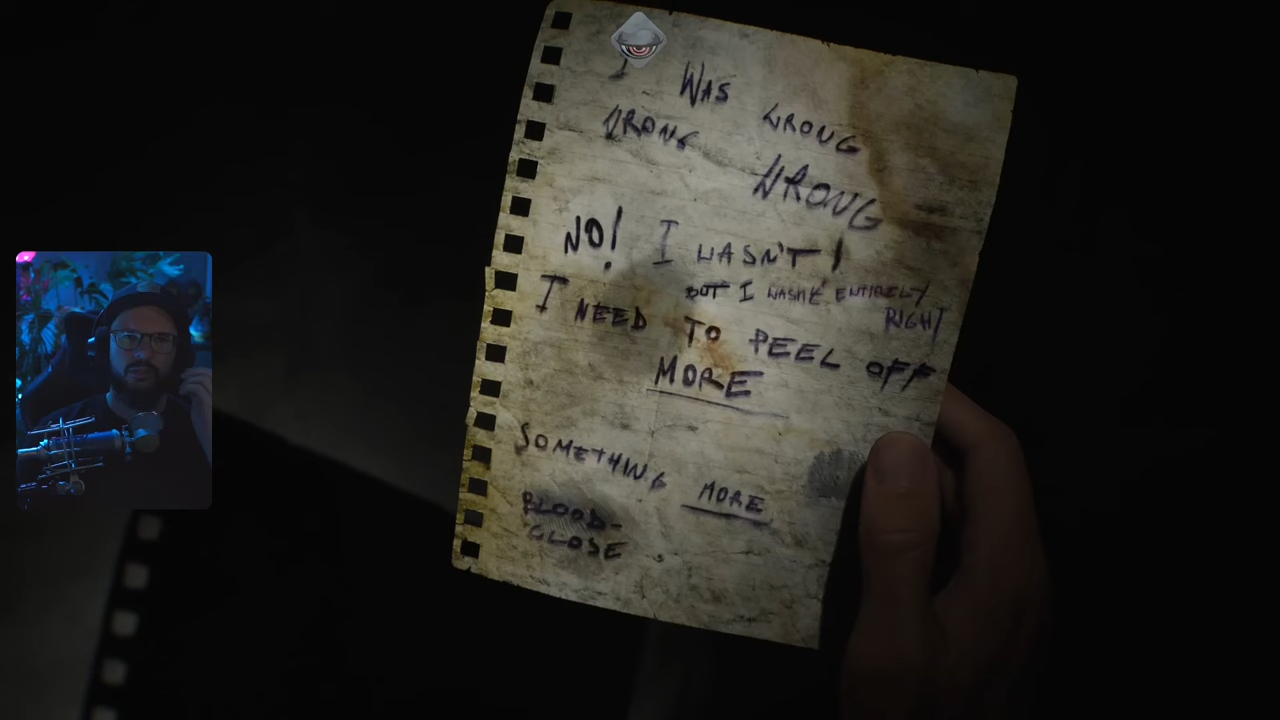 I WAS WRONG
WRONG
WRONG
NO! I WASN'T!
BUT I WASN'T ENTIRELY
RIGHT
I NEED TO PEEL OFF
MORE
SOMETHING MORE
BLOOD-
CLOSE.